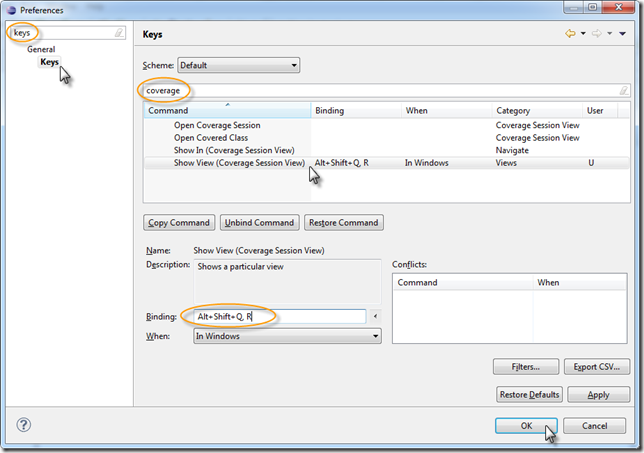 Preferences
keys
General
Keys
Keys
Scheme: Default
coverage
Command Binding When Category User
Open Coverage Session Coverage Session View
Open Covered Class Coverage Session View
Show In (Coverage Session View) Navigate
Show View (Coverage Session View) Alt+Shift+Q, R In Windows Views U
Copy Command Unbind Command Restore Command
Name: Show View (Coverage Session View)
Description: Shows a particular view
Conflicts:
Command When
Binding: Alt+Shift+Q, R
When: In Windows
Filters... Export CSV...
Restore Defaults Apply
OK Cancel